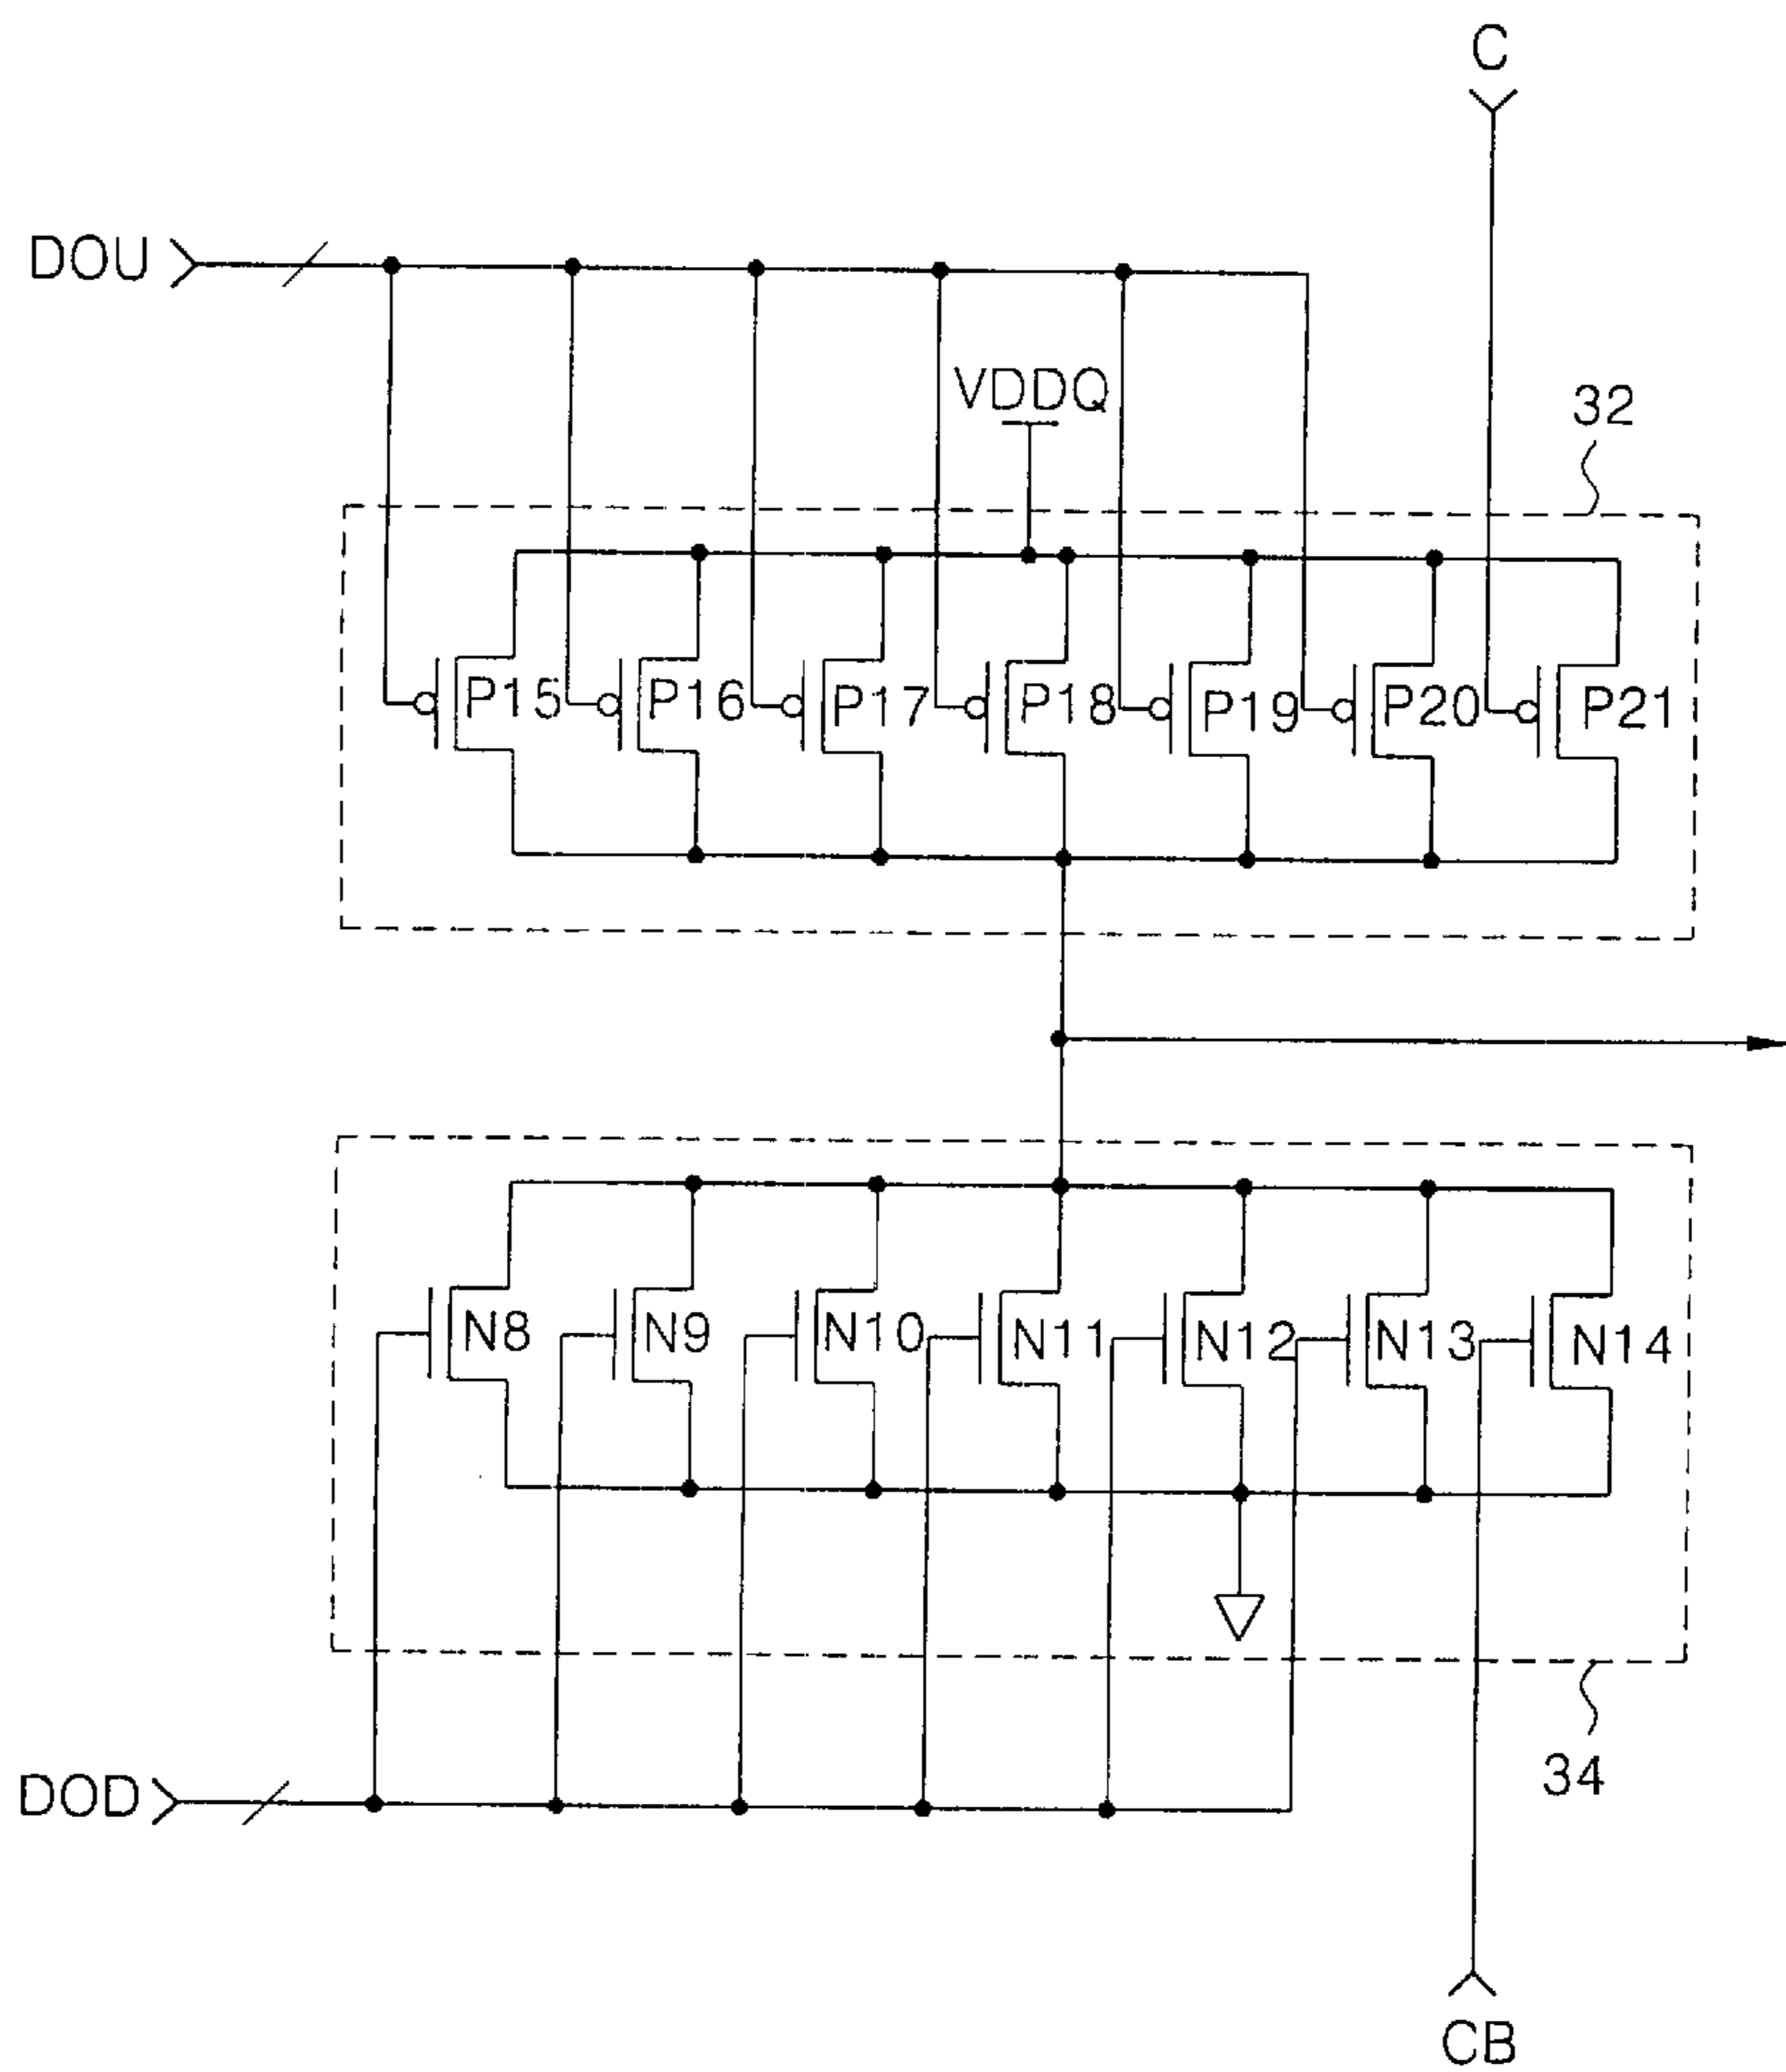 C
DOU
VDDQ
32
P15 P16 P17 P18 P19 P20 P21
N8 N9 N10 N11 N12 N13 N14
34
DOD
CB